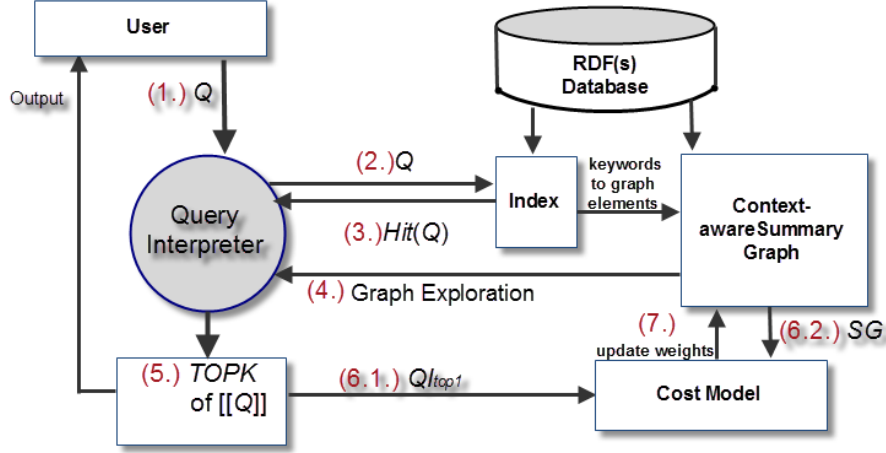 User
RDF(s)
Database
Output
(1.) Q
(2.)Q
keywords
to graph
elements
Index
Context-
awareSummary
Graph
Query
Interpreter
(3.)Hit(Q)
(4.) Graph Exploration
(7.)
update weights
(6.2.) SG
(5.) TOPK
of [[Q]]
(6.1.) QItop1
Cost Model